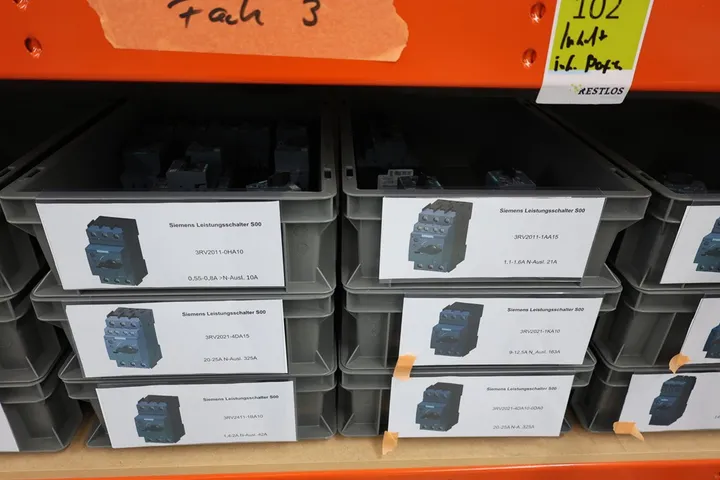 Fach 3
102
Inhalt
RESTLOS
Siemens Leistungsschalter S00
3RV2011-0HA10
0,55-0,8A >N-Ausl. 10A
Siemens Leistungsschalter S00
3RV2011-1AA15
1,1-1,6A N-Ausl. 21A
Siemens Leistungsschalter S00
3RV2021-4DA15
20-25A N-Ausl. 325A
Siemens Leistungsschalter S00
3RV2021-1KA10
9-12,5A N_Ausl. 163A
Siemens Leistungsschalter S00
Siemens Leistungsschalter S00
20-25A N-A. 325A